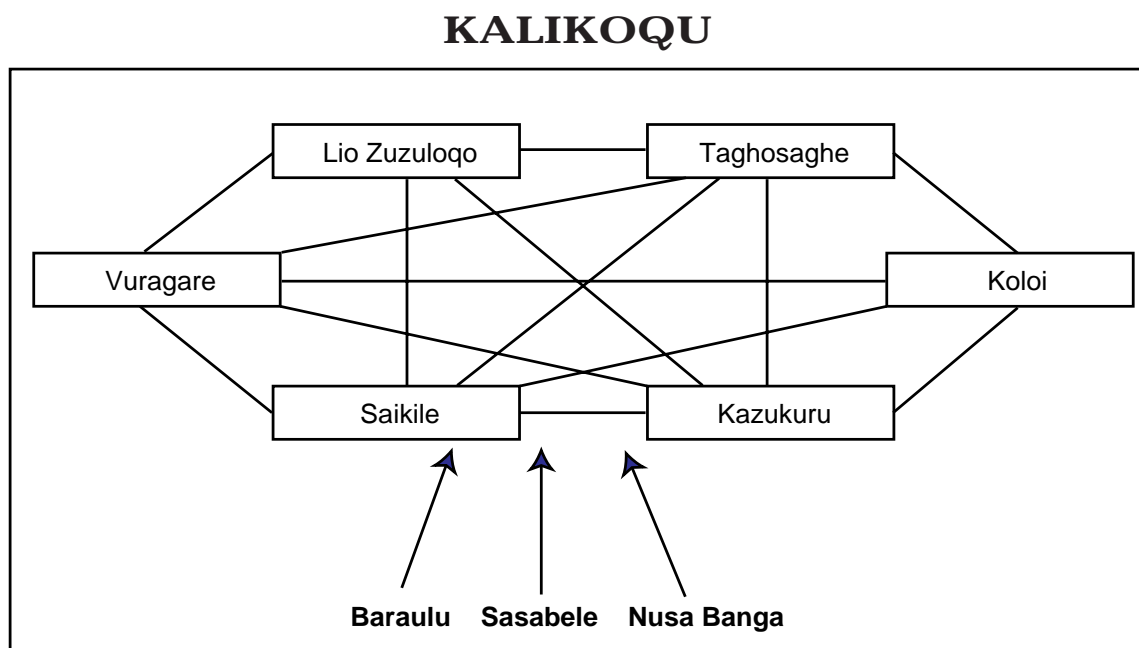 KALIKOQU
Lio Zuzuloqo Taghosaghe
Vuragare Koloi
Saikile Kazukuru
Baraulu Sasabele Nusa Banga